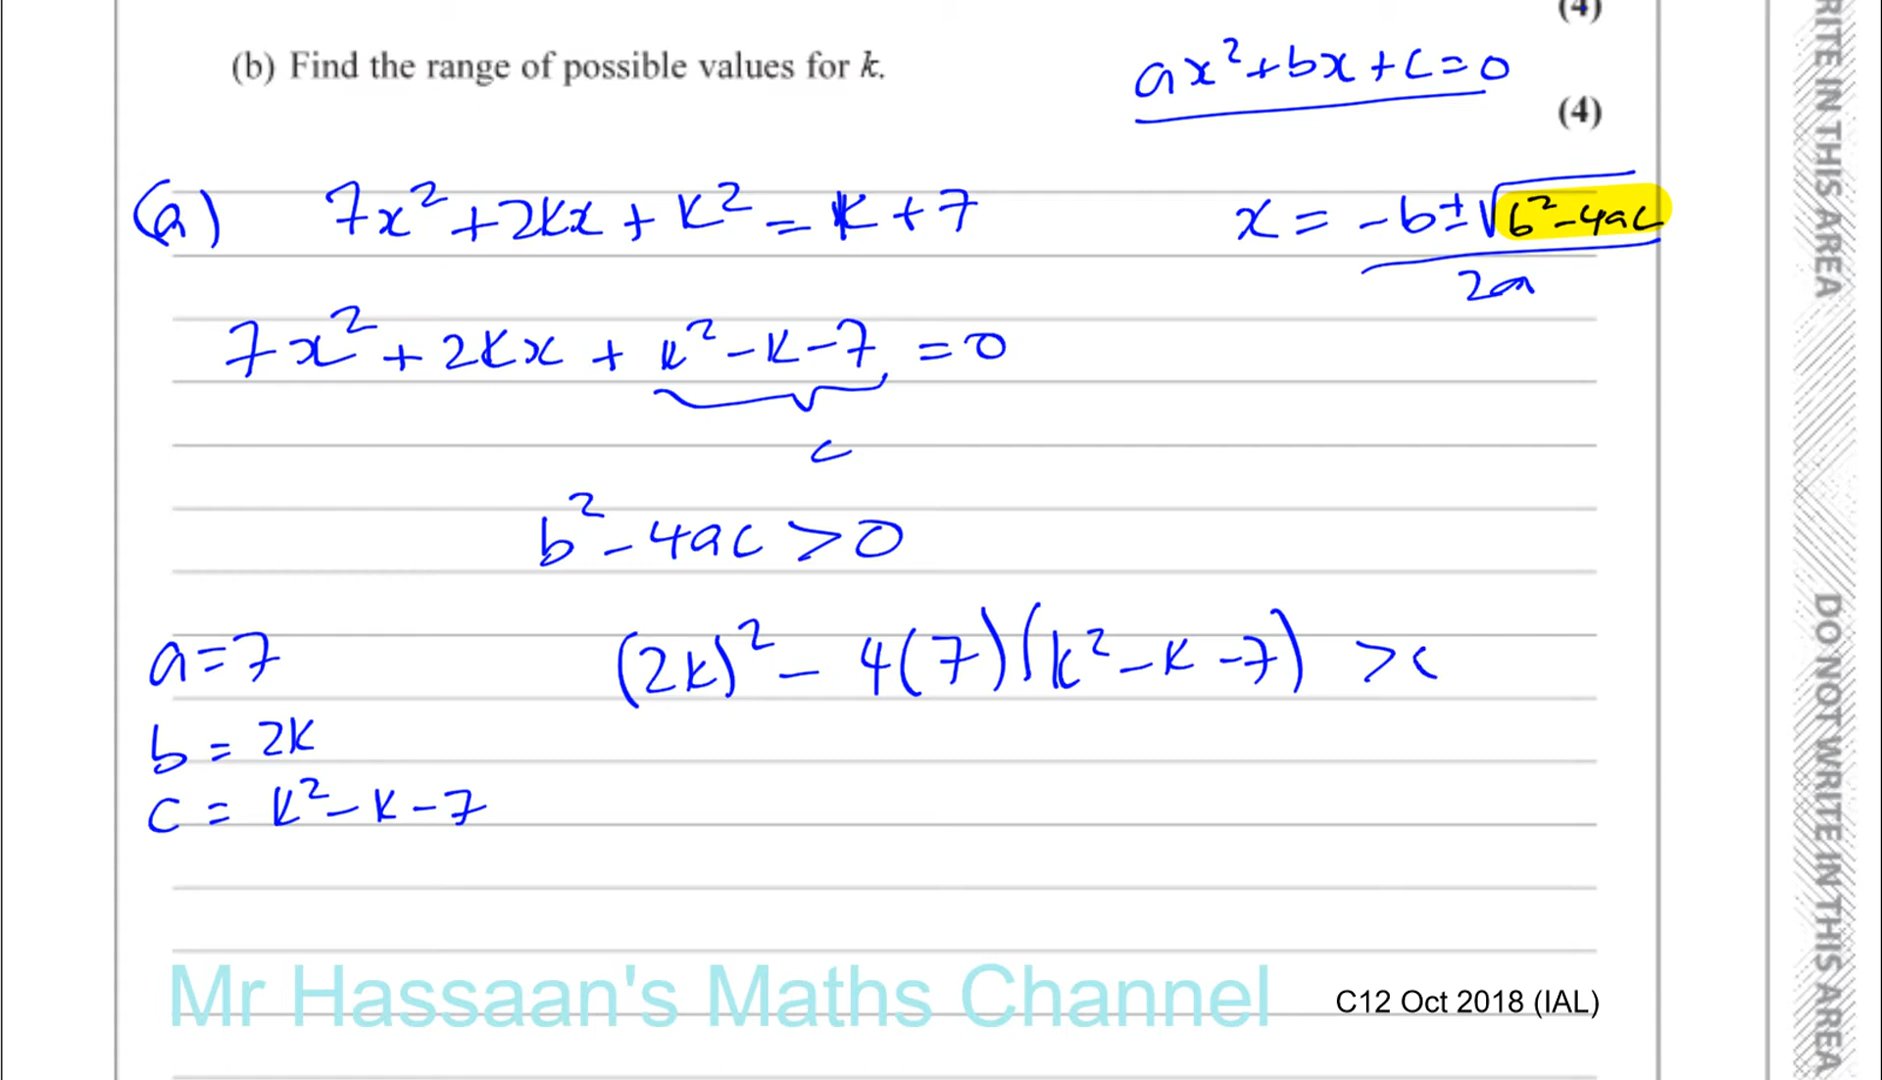 (4)
(b) Find the range of possible values for k.
ax²+bx+c=0
(4)
(a) 7x²+2kx+k²=k+7
x = -b±√b²-4ac
2a
7x²+2kx+k²-k-7=0
c
b²-4ac>0
a=7
(2k)²-4(7)(k²-k-7) >
b = 2k
c = k²-k-7
Mr Hassaan's Maths Channel
C12 Oct 2018 (IAL)
RITE IN THIS AREA
DO NOT WRITE IN THIS AREA